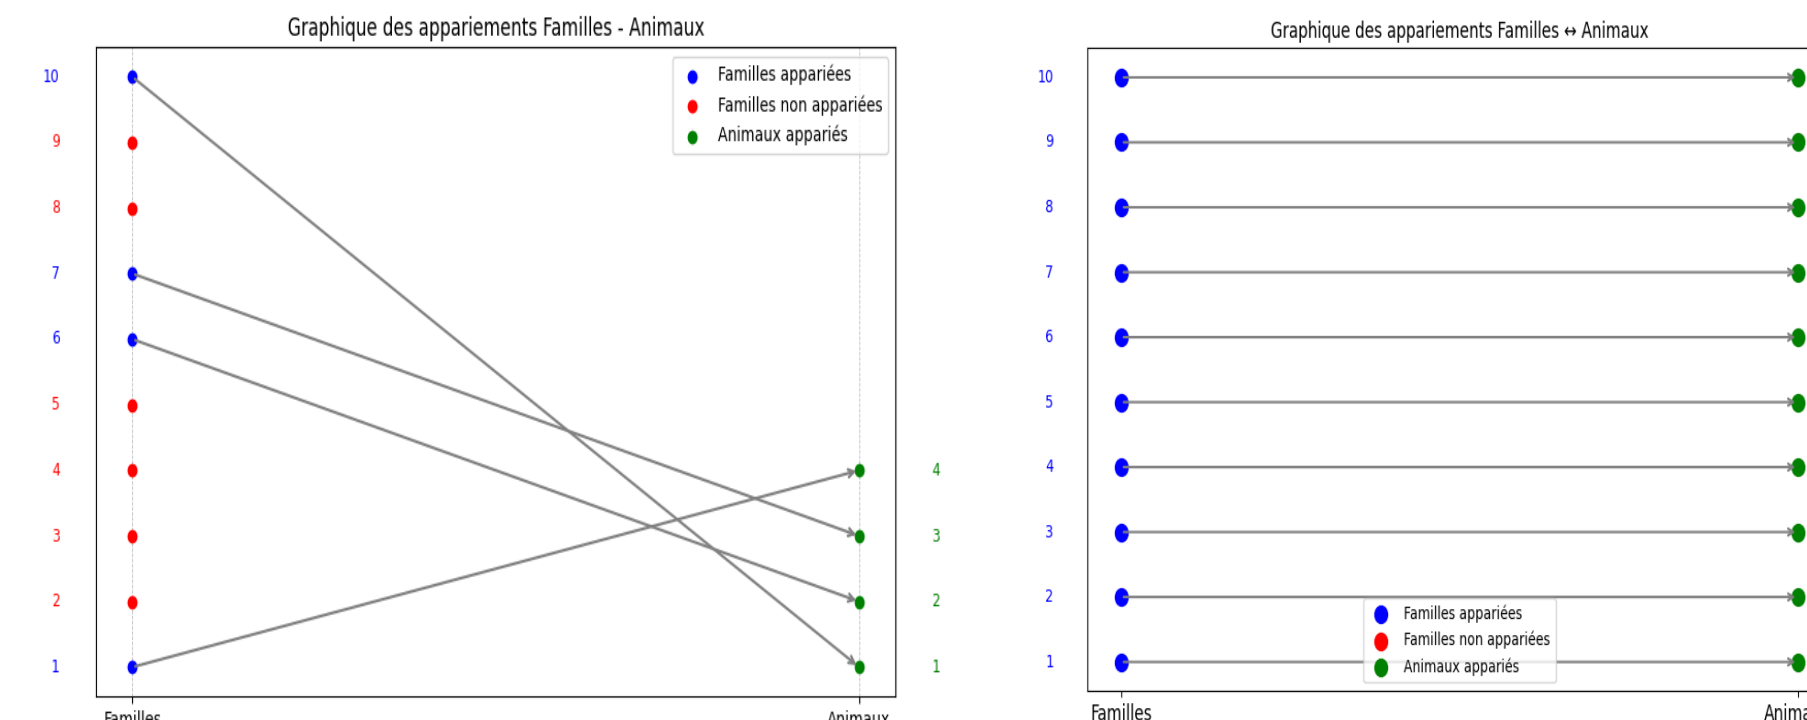 Graphique des appariements Familles - Animaux
Familles appariées
Familles non appariées
Animaux appariés
10
9
8
7
6
5
4
3
2
1
4
3
2
1
Familles
Animaux
Graphique des appariements Familles ↔ Animaux
10
9
8
7
6
5
4
3
2
1
Familles appariées
Familles non appariées
Animaux appariés
Familles
Anima